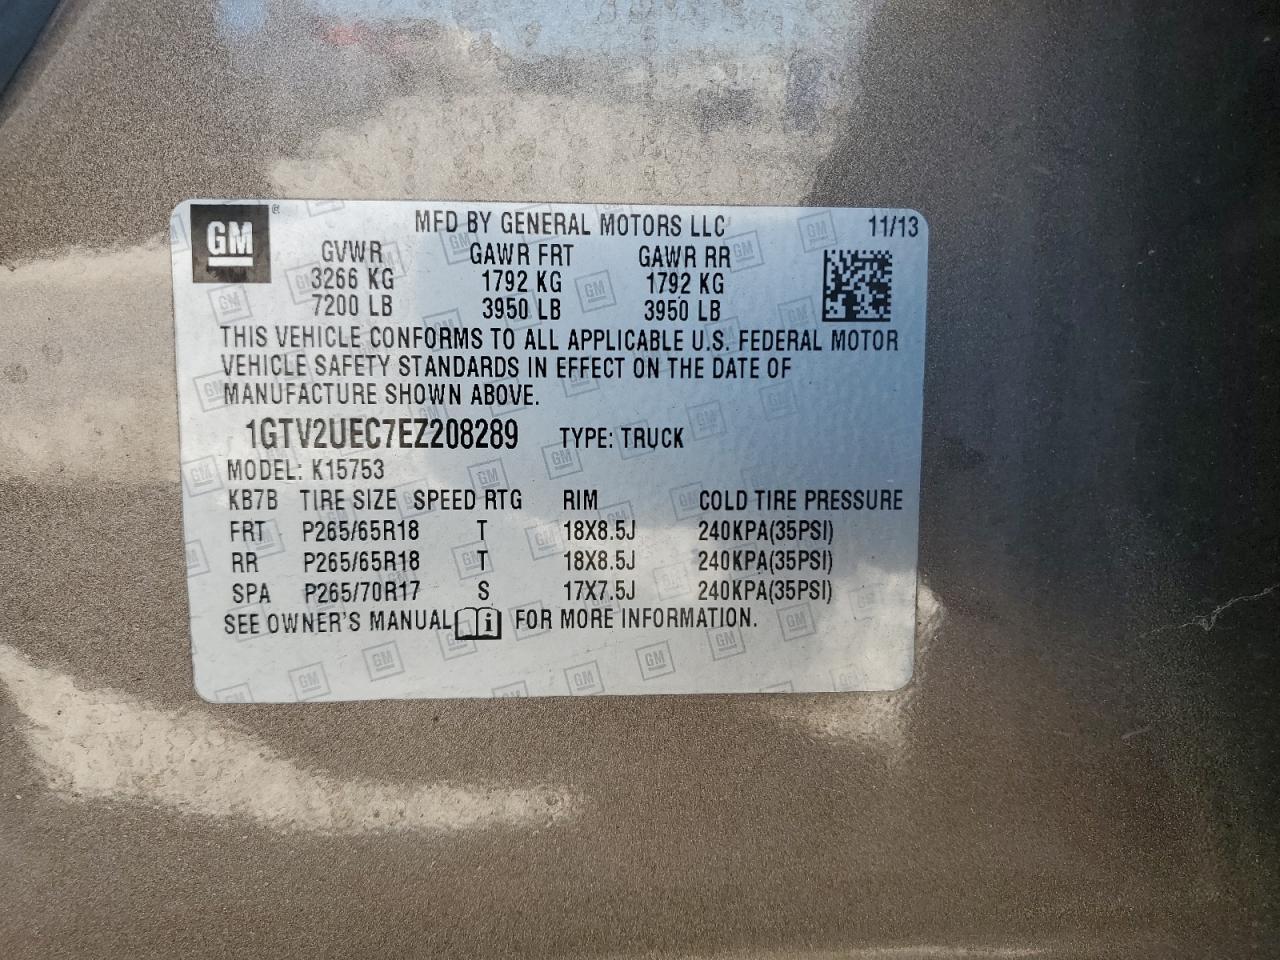 GM
MFD BY GENERAL MOTORS LLC 11/13
GVWR GAWR FRT GAWR RR
3266 KG 1792 KG 1792 KG
7200 LB 3950 LB 3950 LB
THIS VEHICLE CONFORMS TO ALL APPLICABLE U.S. FEDERAL MOTOR
VEHICLE SAFETY STANDARDS IN EFFECT ON THE DATE OF
MANUFACTURE SHOWN ABOVE.
1GTV2UEC7EZ208289 TYPE: TRUCK
MODEL: K15753
KB7B TIRE SIZE SPEED RTG RIM COLD TIRE PRESSURE
FRT P265/65R18 T 18X8.5J 240KPA(35PSI)
RR P265/65R18 T 18X8.5J 240KPA(35PSI)
SPA P265/70R17 S 17X7.5J 240KPA(35PSI)
SEE OWNER'S MANUAL i FOR MORE INFORMATION.